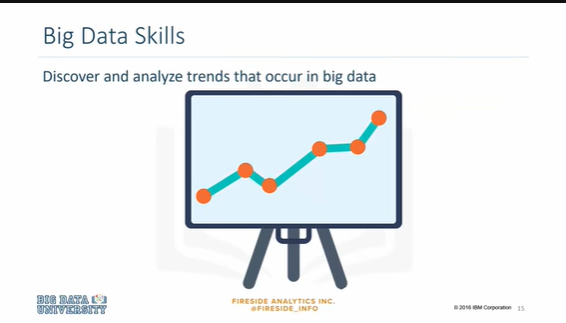 Big Data Skills
Discover and analyze trends that occur in big data
BIG DATA
UNIVERSITY
FIRESIDE ANALYTICS INC.
@FIRESIDE_INFO
© 2016 IBM Corporation 15